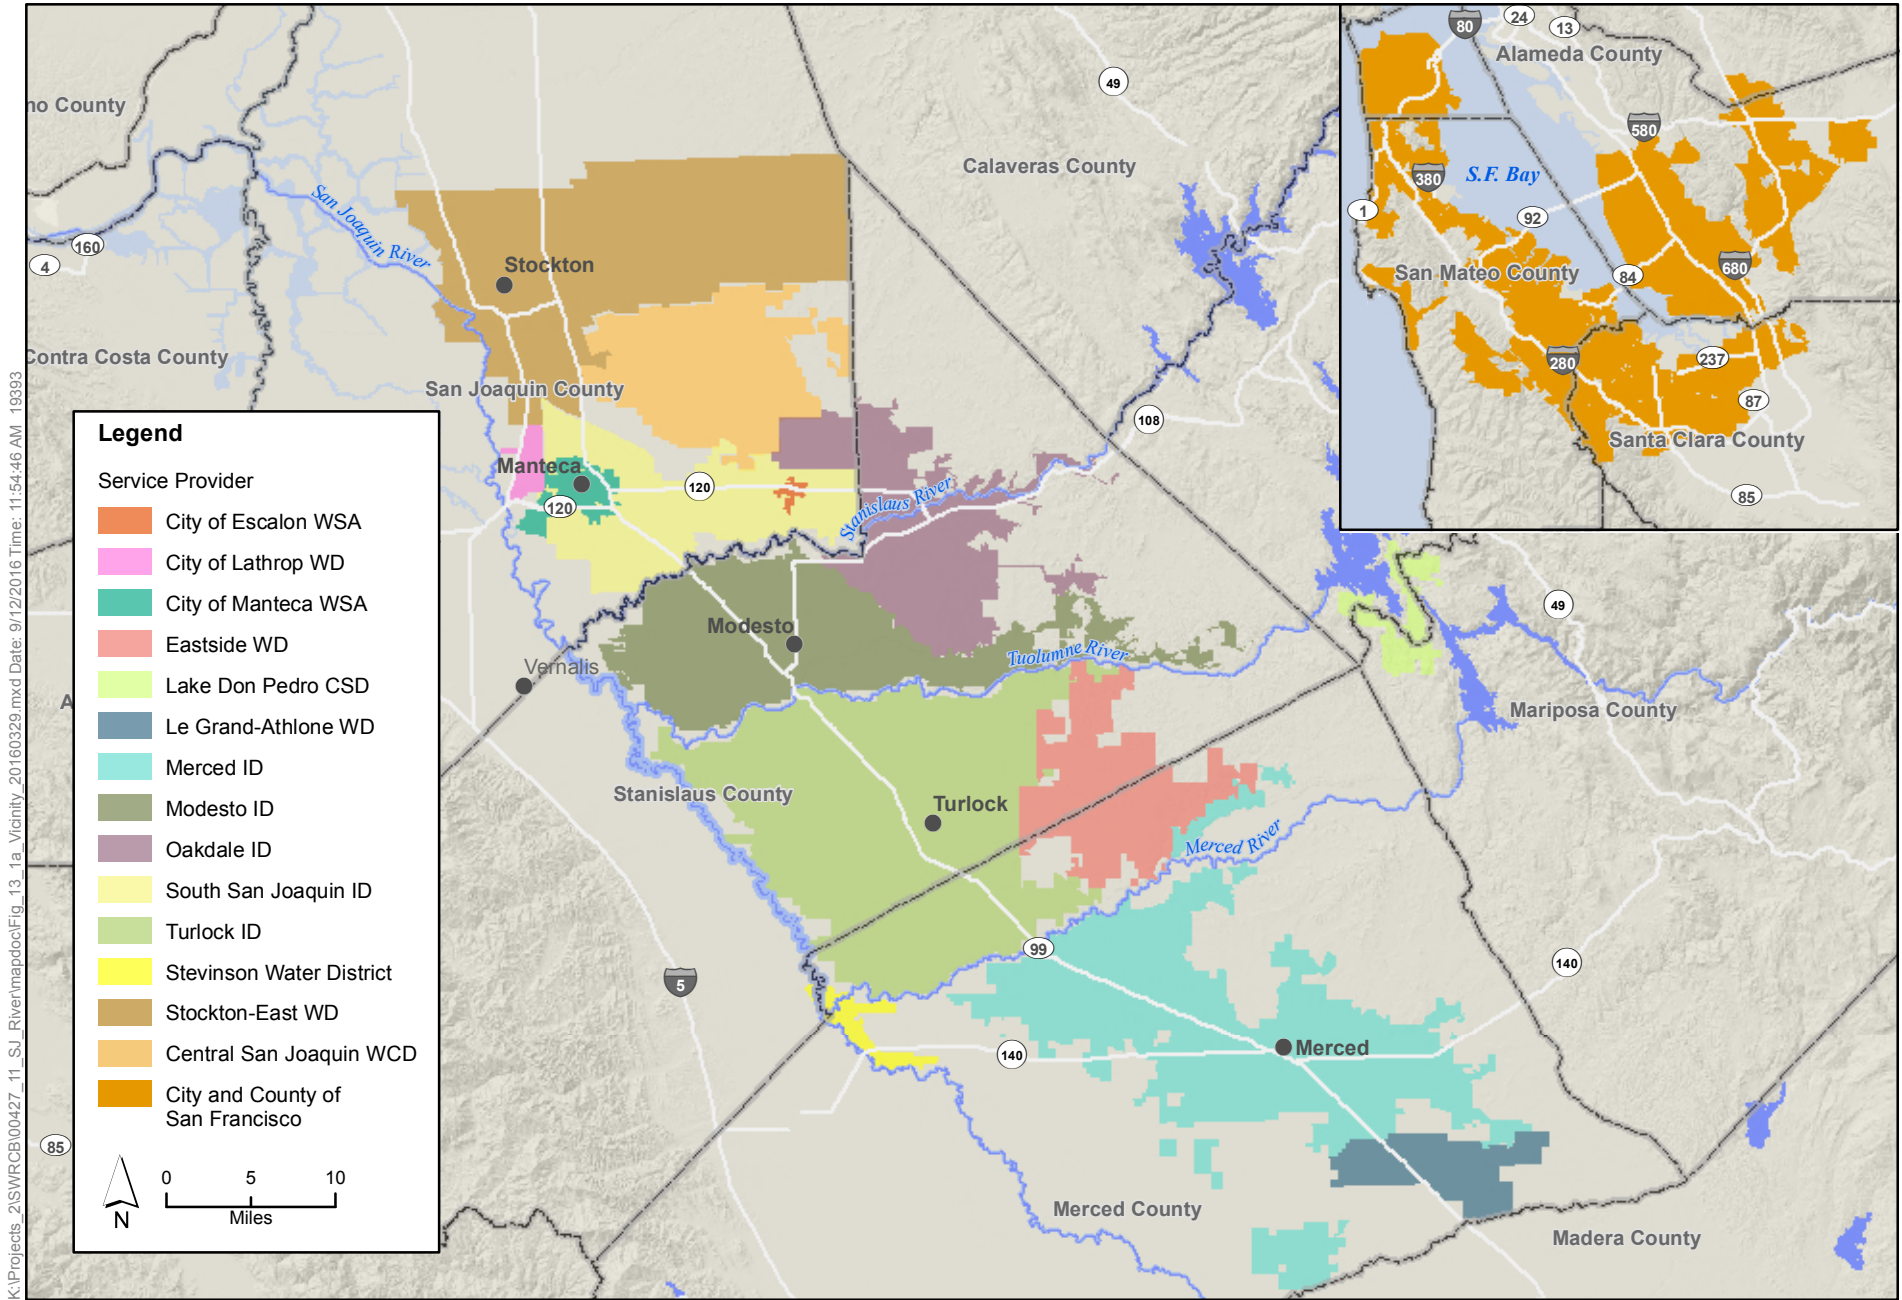 no County
160
4
Contra Costa County
San Joaquin River
Stockton
San Joaquin County
Manteca
120
120
Calaveras County
49
108
Stanislaus River
Modesto
Vernalis
Tuolumne River
A
Stanislaus County
Turlock
Merced River
Mariposa County
49
99
140
140
5
Merced
Merced County
Madera County
85
80
24
13
Alameda County
580
380
S.F. Bay
1
92
San Mateo County
84
680
280
237
87
Santa Clara County
85
Legend
Service Provider
City of Escalon WSA
City of Lathrop WD
City of Manteca WSA
Eastside WD
Lake Don Pedro CSD
Le Grand-Athlone WD
Merced ID
Modesto ID
Oakdale ID
South San Joaquin ID
Turlock ID
Stevinson Water District
Stockton-East WD
Central San Joaquin WCD
City and County of
San Francisco
N
0 5 10
Miles
K:\Projects_2\SWRCB\00427_11_SJ_River\mapdoc\Fig_13_1a_Vicinity_20160329.mxd Date: 9/12/2016 Time: 11:54:46 AM 19393